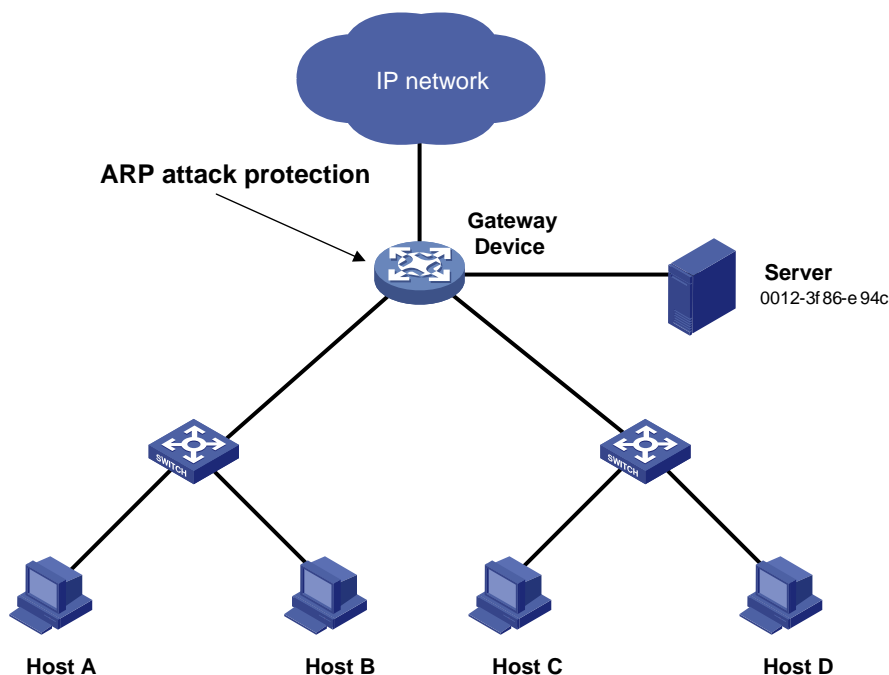 IP network
ARP attack protection
Gateway
Device
Server
0012-3f86-e94c
SWITCH
SWITCH
Host A
Host B
Host C
Host D